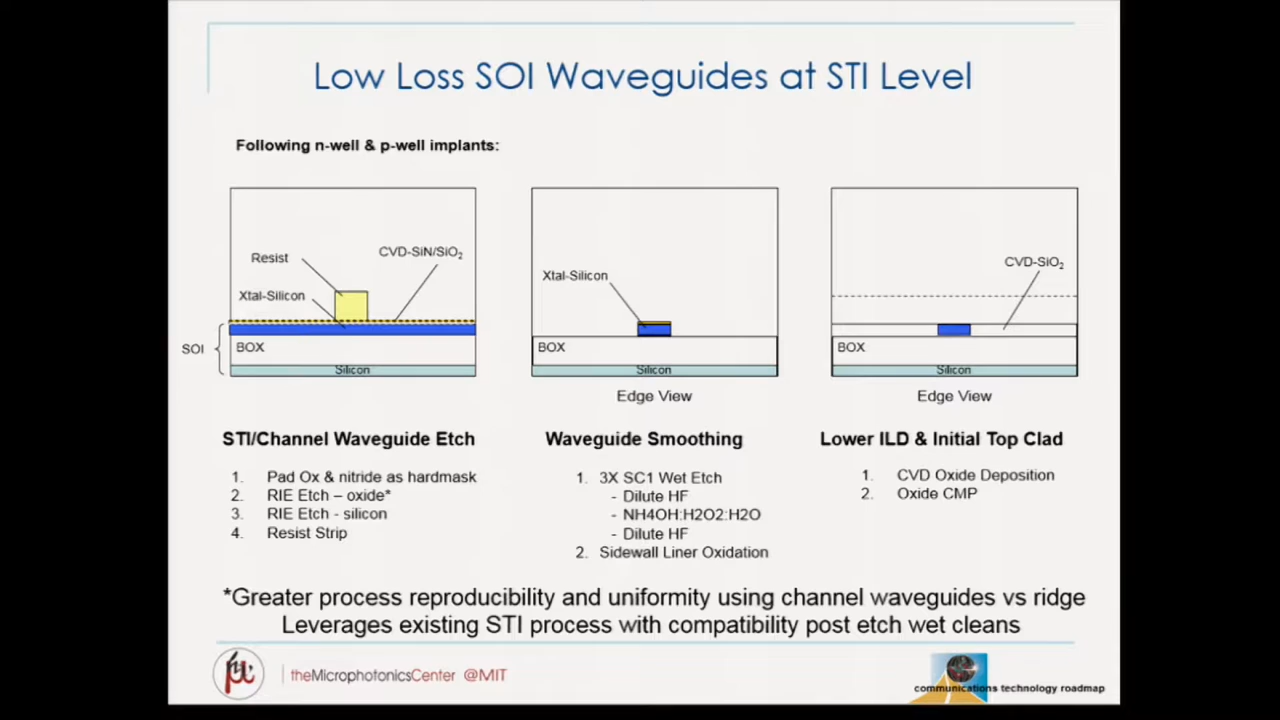 Low Loss SOI Waveguides at STI Level
Following n-well & p-well implants:
Resist
CVD-SiN/SiO₂
Xtal-Silicon
SOI
BOX
Silicon
Xtal-Silicon
BOX
Silicon
Edge View
CVD-SiO₂
BOX
Silicon
Edge View
STI/Channel Waveguide Etch
1. Pad Ox & nitride as hardmask
2. RIE Etch – oxide*
3. RIE Etch - silicon
4. Resist Strip
Waveguide Smoothing
1. 3X SC1 Wet Etch
- Dilute HF
- NH4OH:H2O2:H2O
- Dilute HF
2. Sidewall Liner Oxidation
Lower ILD & Initial Top Clad
1. CVD Oxide Deposition
2. Oxide CMP
*Greater process reproducibility and uniformity using channel waveguides vs ridge
Leverages existing STI process with compatibility post etch wet cleans
theMicrophotonicsCenter @MIT
communications technology roadmap